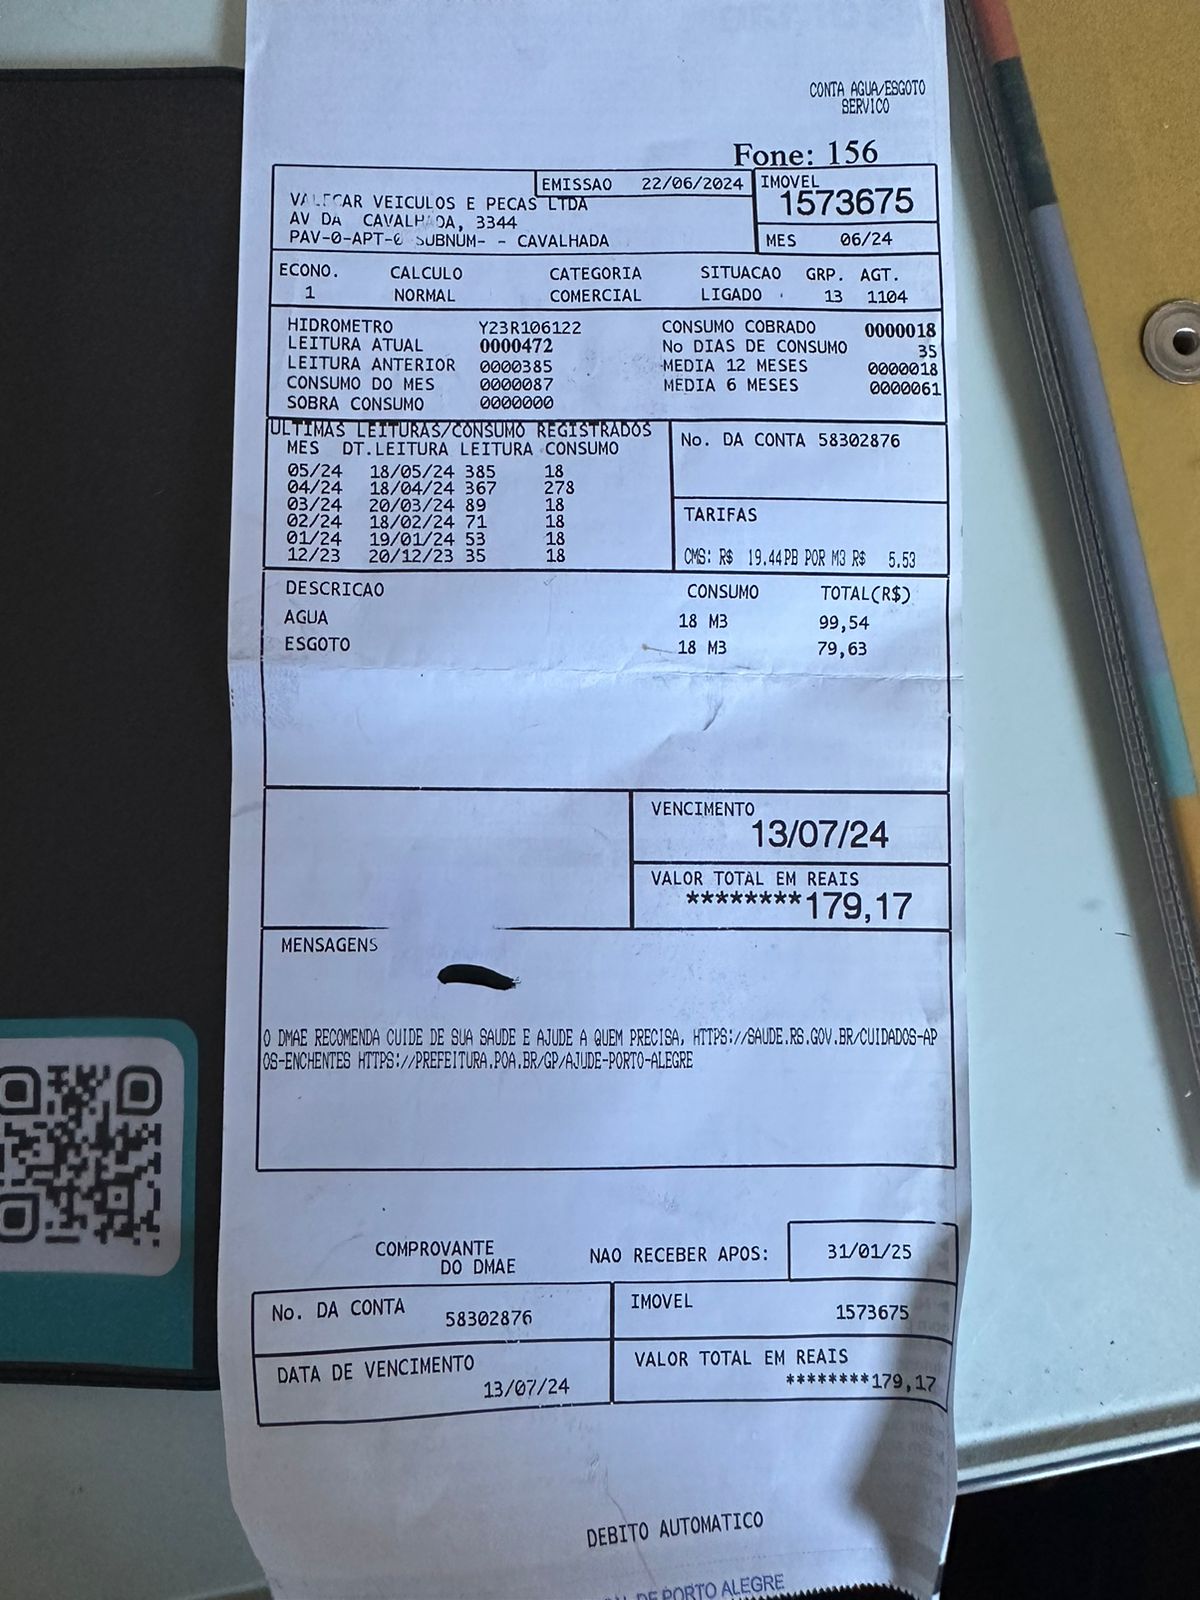 CONTA AGUA/ESGOTO
SERVICO
Fone: 156
EMISSAO 22/06/2024
IMOVEL
1573675
VALECAR VEICULOS E PECAS LTDA
AV DA CAVALHADA, 3344
PAV-0-APT-0 SUBNUM- - CAVALHADA
MES 06/24
ECONO. CALCULO CATEGORIA SITUACAO GRP. AGT.
1 NORMAL COMERCIAL LIGADO 13 1104
HIDROMETRO Y23R106122 CONSUMO COBRADO 0000018
LEITURA ATUAL 0000472 No DIAS DE CONSUMO 35
LEITURA ANTERIOR 0000385 MEDIA 12 MESES 0000018
CONSUMO DO MES 0000087 MEDIA 6 MESES 0000061
SOBRA CONSUMO 0000000
ULTIMAS LEITURAS/CONSUMO REGISTRADOS
MES DT.LEITURA LEITURA CONSUMO
05/24 18/05/24 385 18
04/24 18/04/24 367 278
03/24 20/03/24 89 18
02/24 18/02/24 71 18
01/24 19/01/24 53 18
12/23 20/12/23 35 18
No. DA CONTA 58302876
TARIFAS
CMS: R$ 19.44PB POR M3 R$ 5.53
DESCRICAO CONSUMO TOTAL(R$)
AGUA 18 M3 99,54
ESGOTO 18 M3 79,63
VENCIMENTO
13/07/24
VALOR TOTAL EM REAIS
********179,17
MENSAGENS
O DMAE RECOMENDA CUIDE DE SUA SAUDE E AJUDE A QUEM PRECISA, HTTPS://SAUDE.RS.GOV.BR/CUIDADOS-AP
OS-ENCHENTES HTTPS://PREFEITURA.POA.BR/GP/AJUDE-PORTO-ALEGRE
COMPROVANTE
DO DMAE
NAO RECEBER APOS: 31/01/25
No. DA CONTA 58302876
IMOVEL 1573675
DATA DE VENCIMENTO
13/07/24
VALOR TOTAL EM REAIS
********179,17
DEBITO AUTOMATICO
DE PORTO ALEGRE